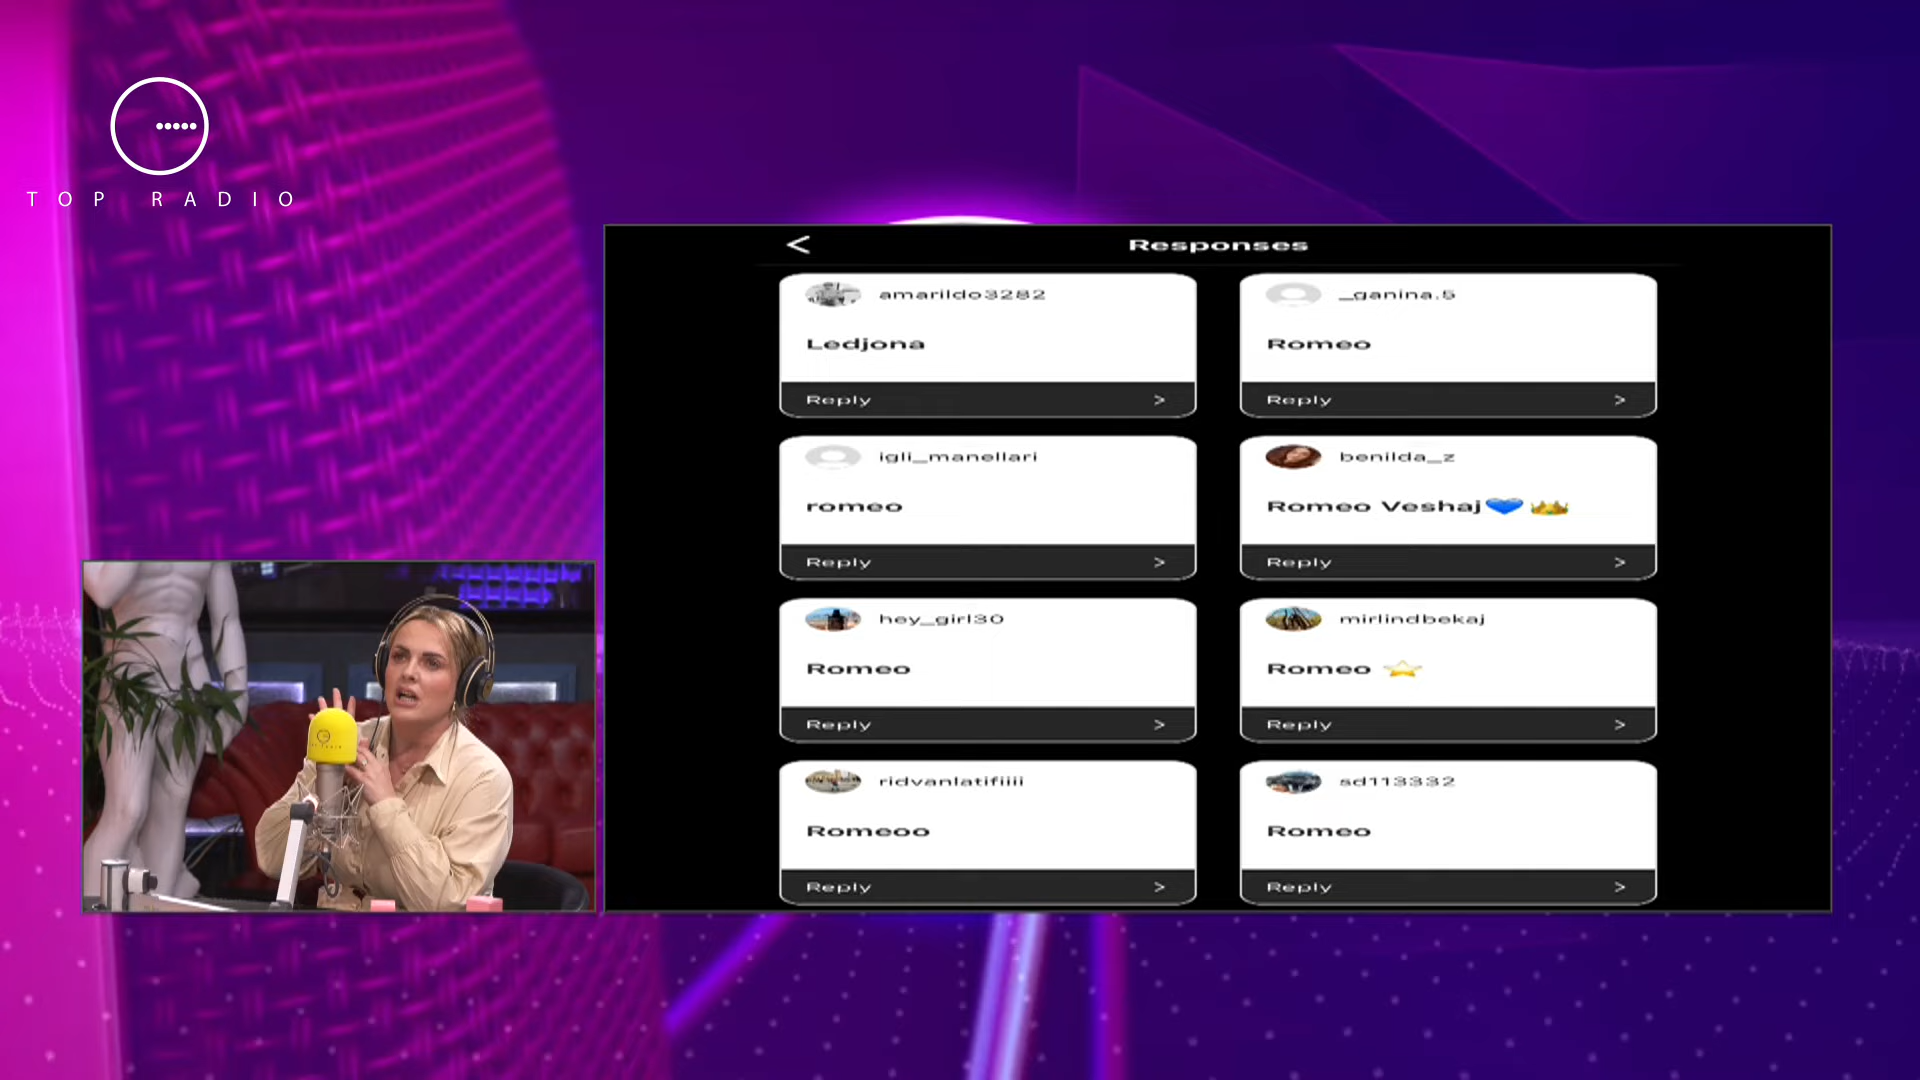 TOP RADIO
Responses
amarildo3282
Ledjona
Reply
_ganina.5
Romeo
Reply
igli_manellari
romeo
Reply
benilda_z
Romeo Veshaj💙👑
Reply
hey_girl30
Romeo
Reply
mirlindbekaj
Romeo ⭐
Reply
ridvanlatifiiii
Romeoo
Reply
sd113332
Romeo
Reply